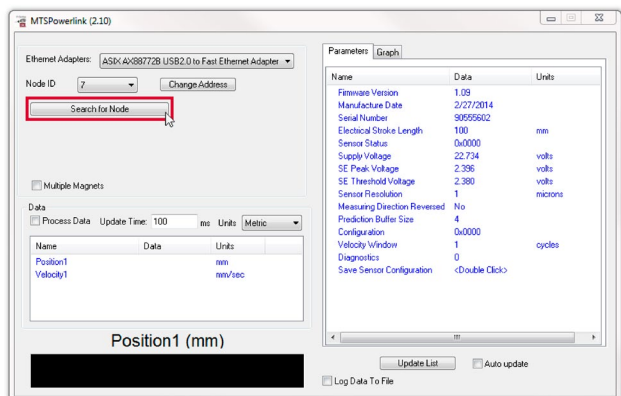 MTSPowerlink (2.10)
Ethernet Adapters: ASIX AX88772B USB2.0 to Fast Ethernet Adapter
Node ID 7 Change Address
Search for Node
Multiple Magnets
Data
Process Data Update Time: 100 ms Units Metric
Name Data Units
Position1 mm
Velocity1 mm/sec
Position1 (mm)
Parameters Graph
Name Data Units
Firmware Version 1.09
Manufacture Date 2/27/2014
Serial Number 90555602
Electrical Stroke Length 100 mm
Sensor Status 0x0000
Supply Voltage 22.734 volts
SE Peak Voltage 2.396 volts
SE Threshold Voltage 2.380 volts
Sensor Resolution 1 microns
Measuring Direction Reversed No
Prediction Buffer Size 4
Configuration 0x0000
Velocity Window 1 cycles
Diagnostics 0
Save Sensor Configuration <Double Click>
Update List Auto update
Log Data To File